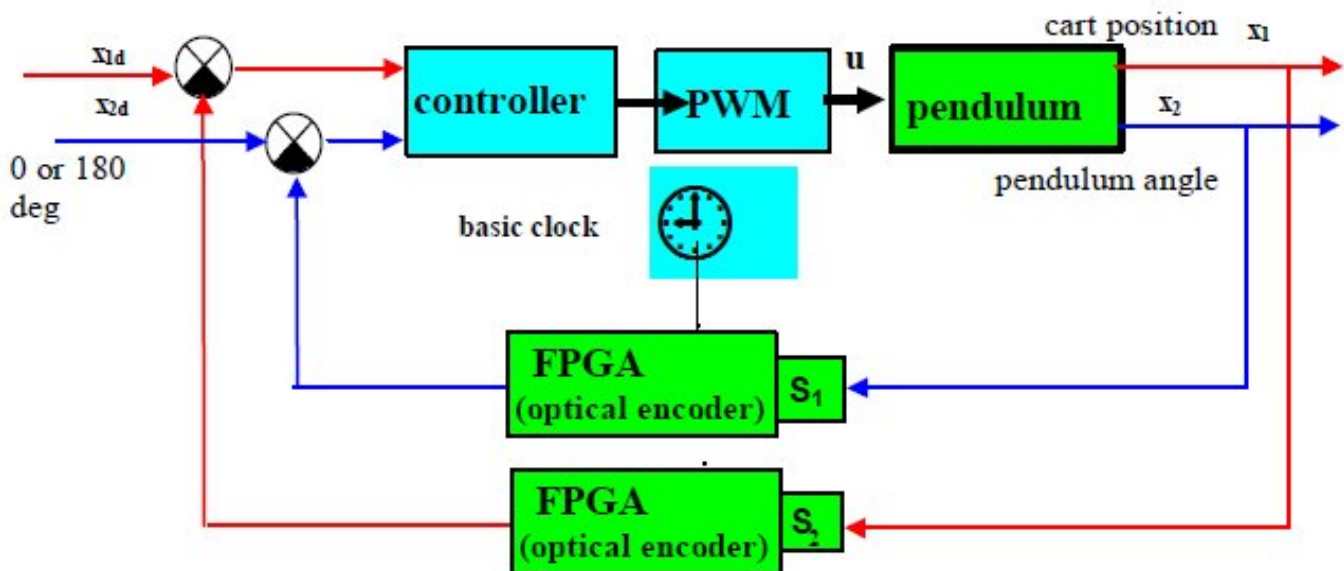 cart position
x₁
x₁d
u
controller
PWM
pendulum
x₂d
x₂
0 or 180
deg
pendulum angle
basic clock
FPGA
(optical encoder)
S₁
FPGA
(optical encoder)
S₂